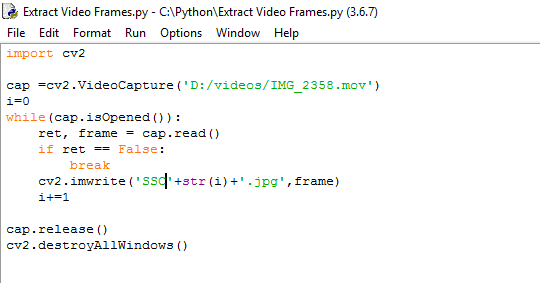 Extract Video Frames.py - C:\Python\Extract Video Frames.py (3.6.7)
File Edit Format Run Options Window Help
import cv2
cap =cv2.VideoCapture('D:/videos/IMG_2358.mov')
i=0
while(cap.isOpened()):
    ret, frame = cap.read()
    if ret == False:
        break
    cv2.imwrite('SSC'+str(i)+'.jpg',frame)
    i+=1
cap.release()
cv2.destroyAllWindows()